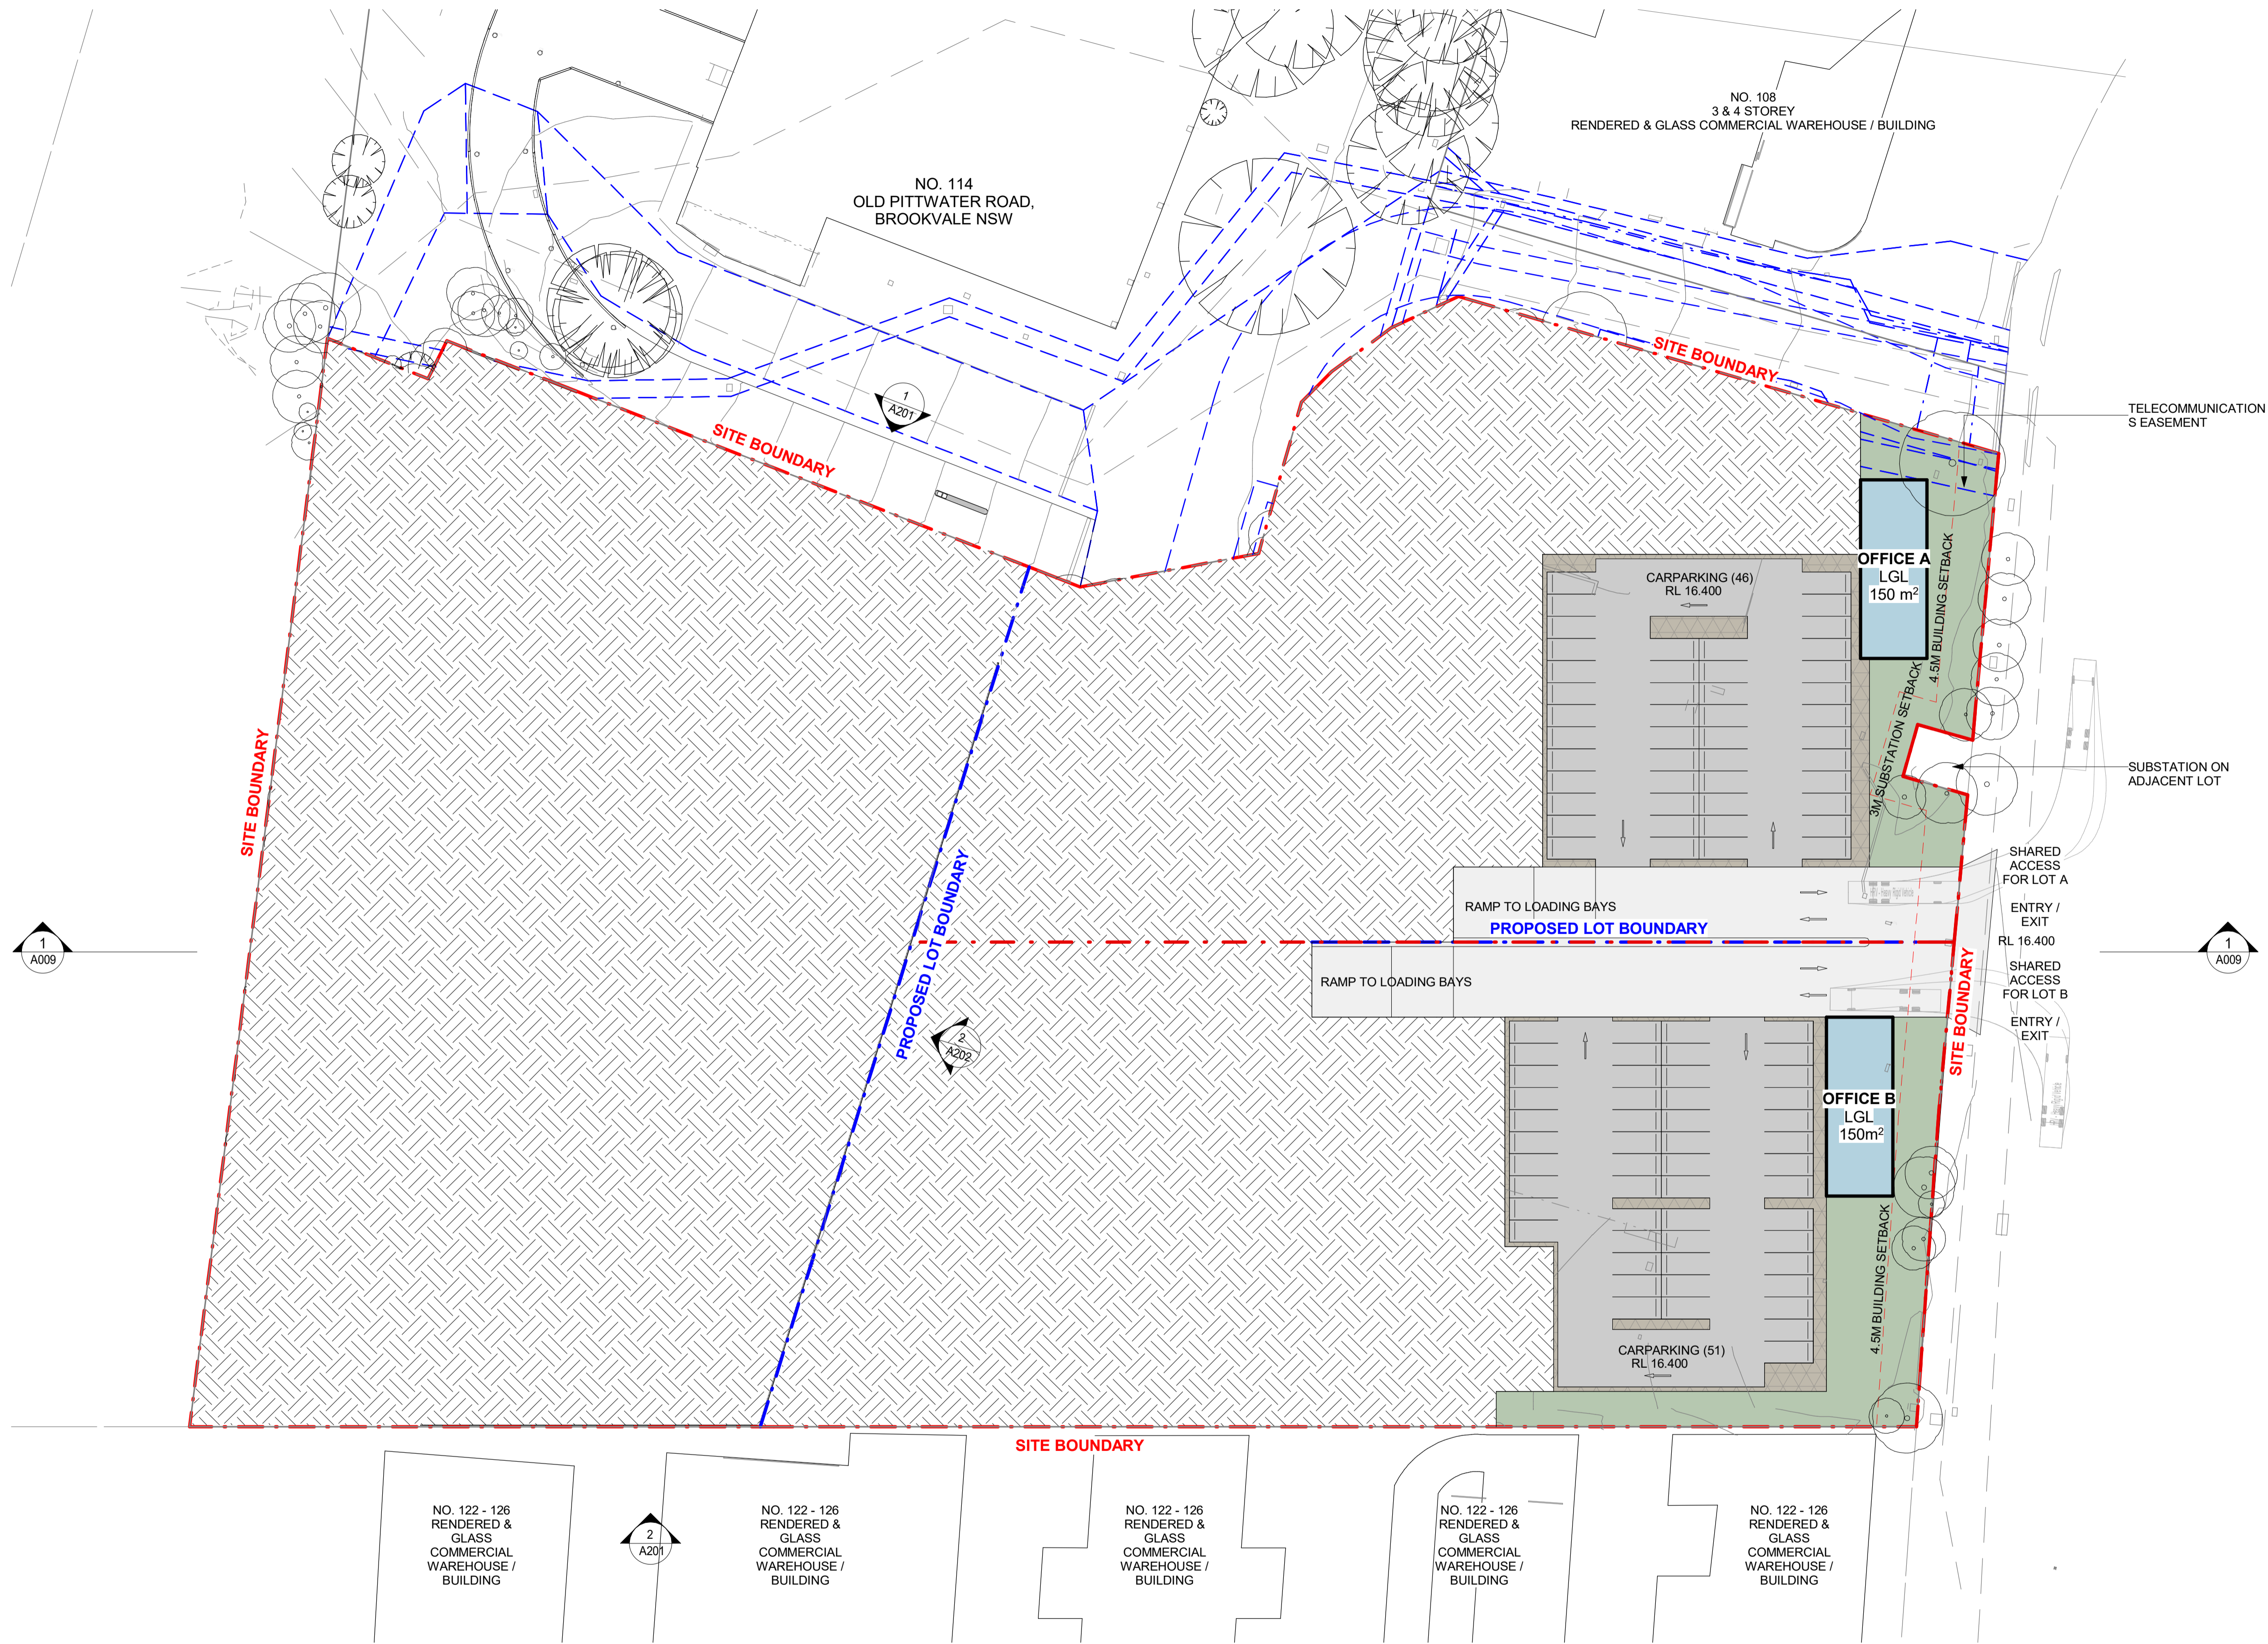 NO. 108
3 & 4 STOREY
RENDERED & GLASS COMMERCIAL WAREHOUSE / BUILDING
NO. 114
OLD PITTWATER ROAD,
BROOKVALE NSW
SITE BOUNDARY
1
A201
SITE BOUNDARY
TELECOMMUNICATION
S EASEMENT
OFFICE A
LGL
150 m²
4.5M BUILDING SETBACK
CARPARKING (46)
RL 16.400
3M SUBSTATION SETBACK
SUBSTATION ON
ADJACENT LOT
SITE BOUNDARY
PROPOSED LOT BOUNDARY
SHARED
ACCESS
FOR LOT A
ENTRY /
EXIT
RL 16.400
SHARED
ACCESS
FOR LOT B
ENTRY /
EXIT
RAMP TO LOADING BAYS
PROPOSED LOT BOUNDARY
RAMP TO LOADING BAYS
1
A009
1
A009
SITE BOUNDARY
2
A202
OFFICE B
LGL
150m²
4.5M BUILDING SETBACK
CARPARKING (51)
RL 16.400
SITE BOUNDARY
NO. 122 - 126
RENDERED &
GLASS
COMMERCIAL
WAREHOUSE /
BUILDING
2
A201
NO. 122 - 126
RENDERED &
GLASS
COMMERCIAL
WAREHOUSE /
BUILDING
NO. 122 - 126
RENDERED &
GLASS
COMMERCIAL
WAREHOUSE /
BUILDING
NO. 122 - 126
RENDERED &
GLASS
COMMERCIAL
WAREHOUSE /
BUILDING
NO. 122 - 126
RENDERED &
GLASS
COMMERCIAL
WAREHOUSE /
BUILDING